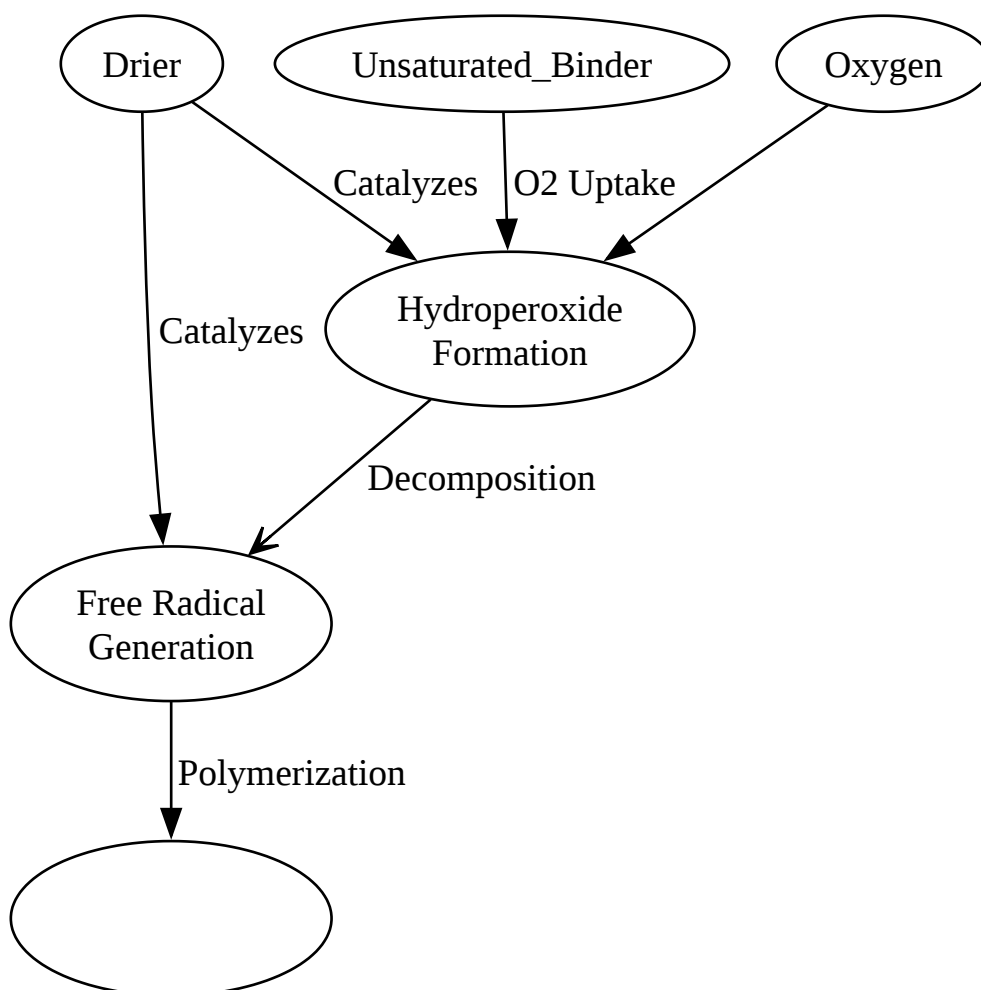 Drier
Unsaturated_Binder
Oxygen
Catalyzes
O2 Uptake
Hydroperoxide
Formation
Catalyzes
Decomposition
Free Radical
Generation
Polymerization